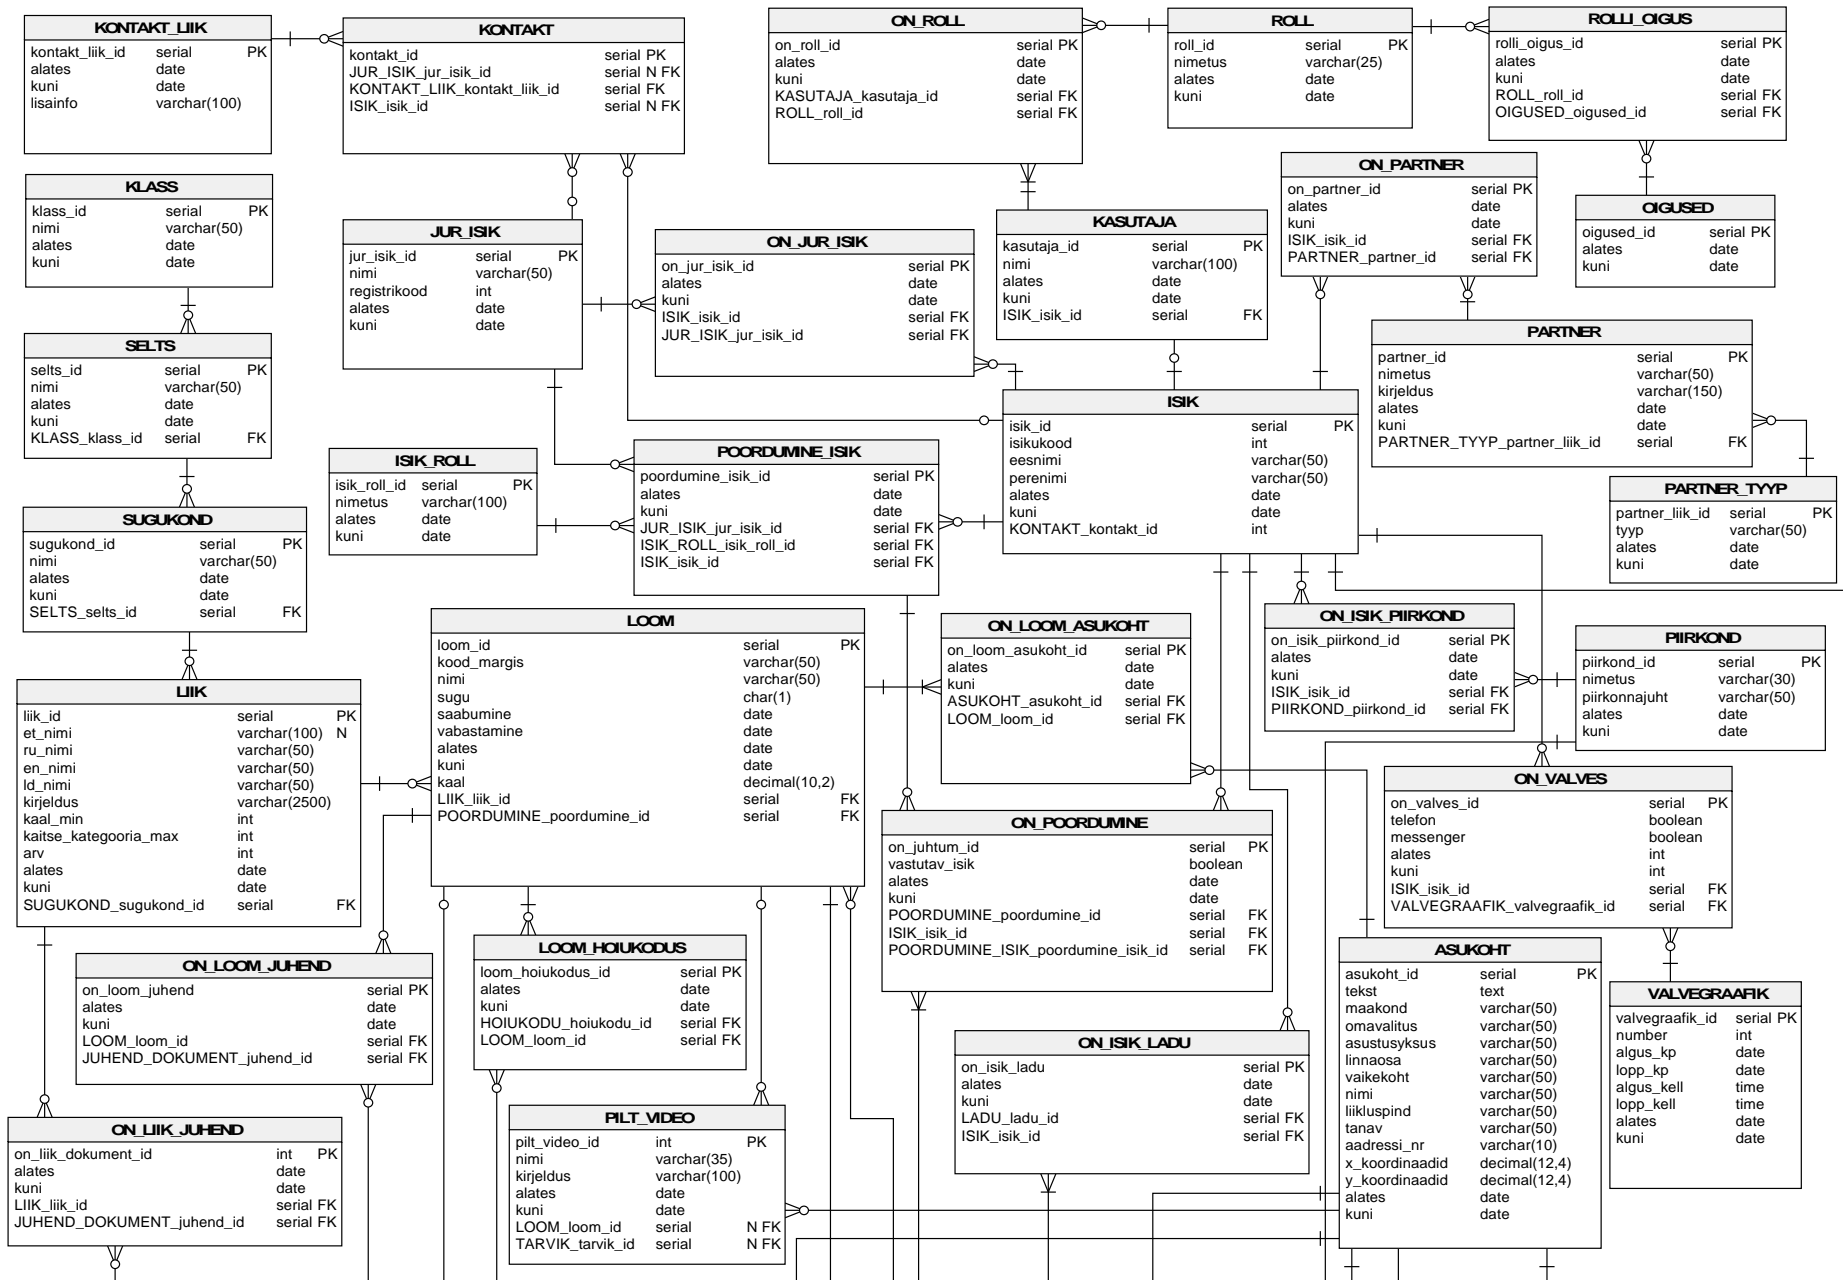 KONTAKT_LIIK
kontakt_liik_id serial PK
alates date
kuni date
lisainfo varchar(100)
KONTAKT
kontakt_id serial PK
JUR_ISIK_jur_isik_id serial N FK
KONTAKT_LIIK_kontakt_liik_id serial FK
ISIK_isik_id serial N FK
ON_ROLL
on_roll_id serial PK
alates date
kuni date
KASUTAJA_kasutaja_id serial FK
ROLL_roll_id serial FK
ROLL
roll_id serial PK
nimetus varchar(25)
alates date
kuni date
ROLLI_OIGUS
rolli_oigus_id serial PK
alates date
kuni date
ROLL_roll_id serial FK
OIGUSED_oigused_id serial FK
KLASS
klass_id serial PK
nimi varchar(50)
alates date
kuni date
JUR_ISIK
jur_isik_id serial PK
nimi varchar(50)
registrikood int
alates date
kuni date
ON_JUR_ISIK
on_jur_isik_id serial PK
alates date
kuni date
ISIK_isik_id serial FK
JUR_ISIK_jur_isik_id serial FK
KASUTAJA
kasutaja_id serial PK
nimi varchar(100)
alates date
kuni date
ISIK_isik_id serial FK
ON_PARTNER
on_partner_id serial PK
alates date
kuni date
ISIK_isik_id serial FK
PARTNER_partner_id serial FK
OIGUSED
oigused_id serial PK
alates date
kuni date
SELTS
selts_id serial PK
nimi varchar(50)
alates date
kuni date
KLASS_klass_id serial FK
PARTNER
partner_id serial PK
nimetus varchar(50)
kirjeldus varchar(150)
alates date
kuni date
PARTNER_TYYP_partner_liik_id serial FK
ISIK
isik_id serial PK
isikukood int
eesnimi varchar(50)
perenimi varchar(50)
alates date
kuni date
KONTAKT_kontakt_id int
ISIK_ROLL
isik_roll_id serial PK
nimetus varchar(100)
alates date
kuni date
POORDUMINE_ISIK
poordumine_isik_id serial PK
alates date
kuni date
JUR_ISIK_jur_isik_id serial FK
ISIK_ROLL_isik_roll_id serial FK
ISIK_isik_id serial FK
PARTNER_TYYP
partner_liik_id serial PK
tyyp varchar(50)
alates date
kuni date
SUGUKOND
sugukond_id serial PK
nimi varchar(50)
alates date
kuni date
SELTS_selts_id serial FK
LOOM
loom_id serial PK
kood_margis varchar(50)
nimi varchar(50)
sugu char(1)
saabumine date
vabastamine date
alates date
kuni date
kaal decimal(10,2)
LIIK_liik_id serial FK
POORDUMINE_poordumine_id serial FK
ON_LOOM_ASUKOHT
on_loom_asukoht_id serial PK
alates date
kuni date
ASUKOHT_asukoht_id serial FK
LOOM_loom_id serial FK
ON_ISIK_PIIRKOND
on_isik_piirkond_id serial PK
alates date
kuni date
ISIK_isik_id serial FK
PIIRKOND_piirkond_id serial FK
PIIRKOND
piirkond_id serial PK
nimetus varchar(30)
piirkonnajuht varchar(50)
alates date
kuni date
LIIK
liik_id serial PK
et_nimi varchar(100) N
ru_nimi varchar(50)
en_nimi varchar(50)
ld_nimi varchar(50)
kirjeldus varchar(2500)
kaal_min int
kaitse_kategooria_max int
arv int
alates date
kuni date
SUGUKOND_sugukond_id serial FK
ON_VALVES
on_valves_id serial PK
telefon boolean
messenger boolean
alates int
kuni int
ISIK_isik_id serial FK
VALVEGRAAFIK_valvegraafik_id serial FK
ON_POORDUMINE
on_juhtum_id serial PK
vastutav_isik boolean
alates date
kuni date
POORDUMINE_poordumine_id serial FK
ISIK_isik_id serial FK
POORDUMINE_ISIK_poordumine_isik_id serial FK
ON_LOOM_JUHEND
on_loom_juhend serial PK
alates date
kuni date
LOOM_loom_id serial FK
JUHEND_DOKUMENT_juhend_id serial FK
LOOM_HOIUKODUS
loom_hoiukodus_id serial PK
alates date
kuni date
HOIUKODU_hoiukodu_id serial FK
LOOM_loom_id serial FK
ASUKOHT
asukoht_id serial PK
tekst text
maakond varchar(50)
omavalitus varchar(50)
asustusyksus varchar(50)
linnaosa varchar(50)
vaikekoht varchar(50)
nimi varchar(50)
liikluspind varchar(50)
tanav varchar(50)
aadressi_nr varchar(10)
x_koordinaadid decimal(12,4)
y_koordinaadid decimal(12,4)
alates date
kuni date
VALVEGRAAFIK
valvegraafik_id serial PK
number int
algus_kp date
lopp_kp date
algus_kell time
lopp_kell time
alates date
kuni date
ON_ISIK_LADU
on_isik_ladu serial PK
alates date
kuni date
LADU_ladu_id serial FK
ISIK_isik_id serial FK
ON_LIIK_JUHEND
on_liik_dokument_id int PK
alates date
kuni date
LIIK_liik_id serial FK
JUHEND_DOKUMENT_juhend_id serial FK
PILT_VIDEO
pilt_video_id int PK
nimi varchar(35)
kirjeldus varchar(100)
alates date
kuni date
LOOM_loom_id serial N FK
TARVIK_tarvik_id serial N FK